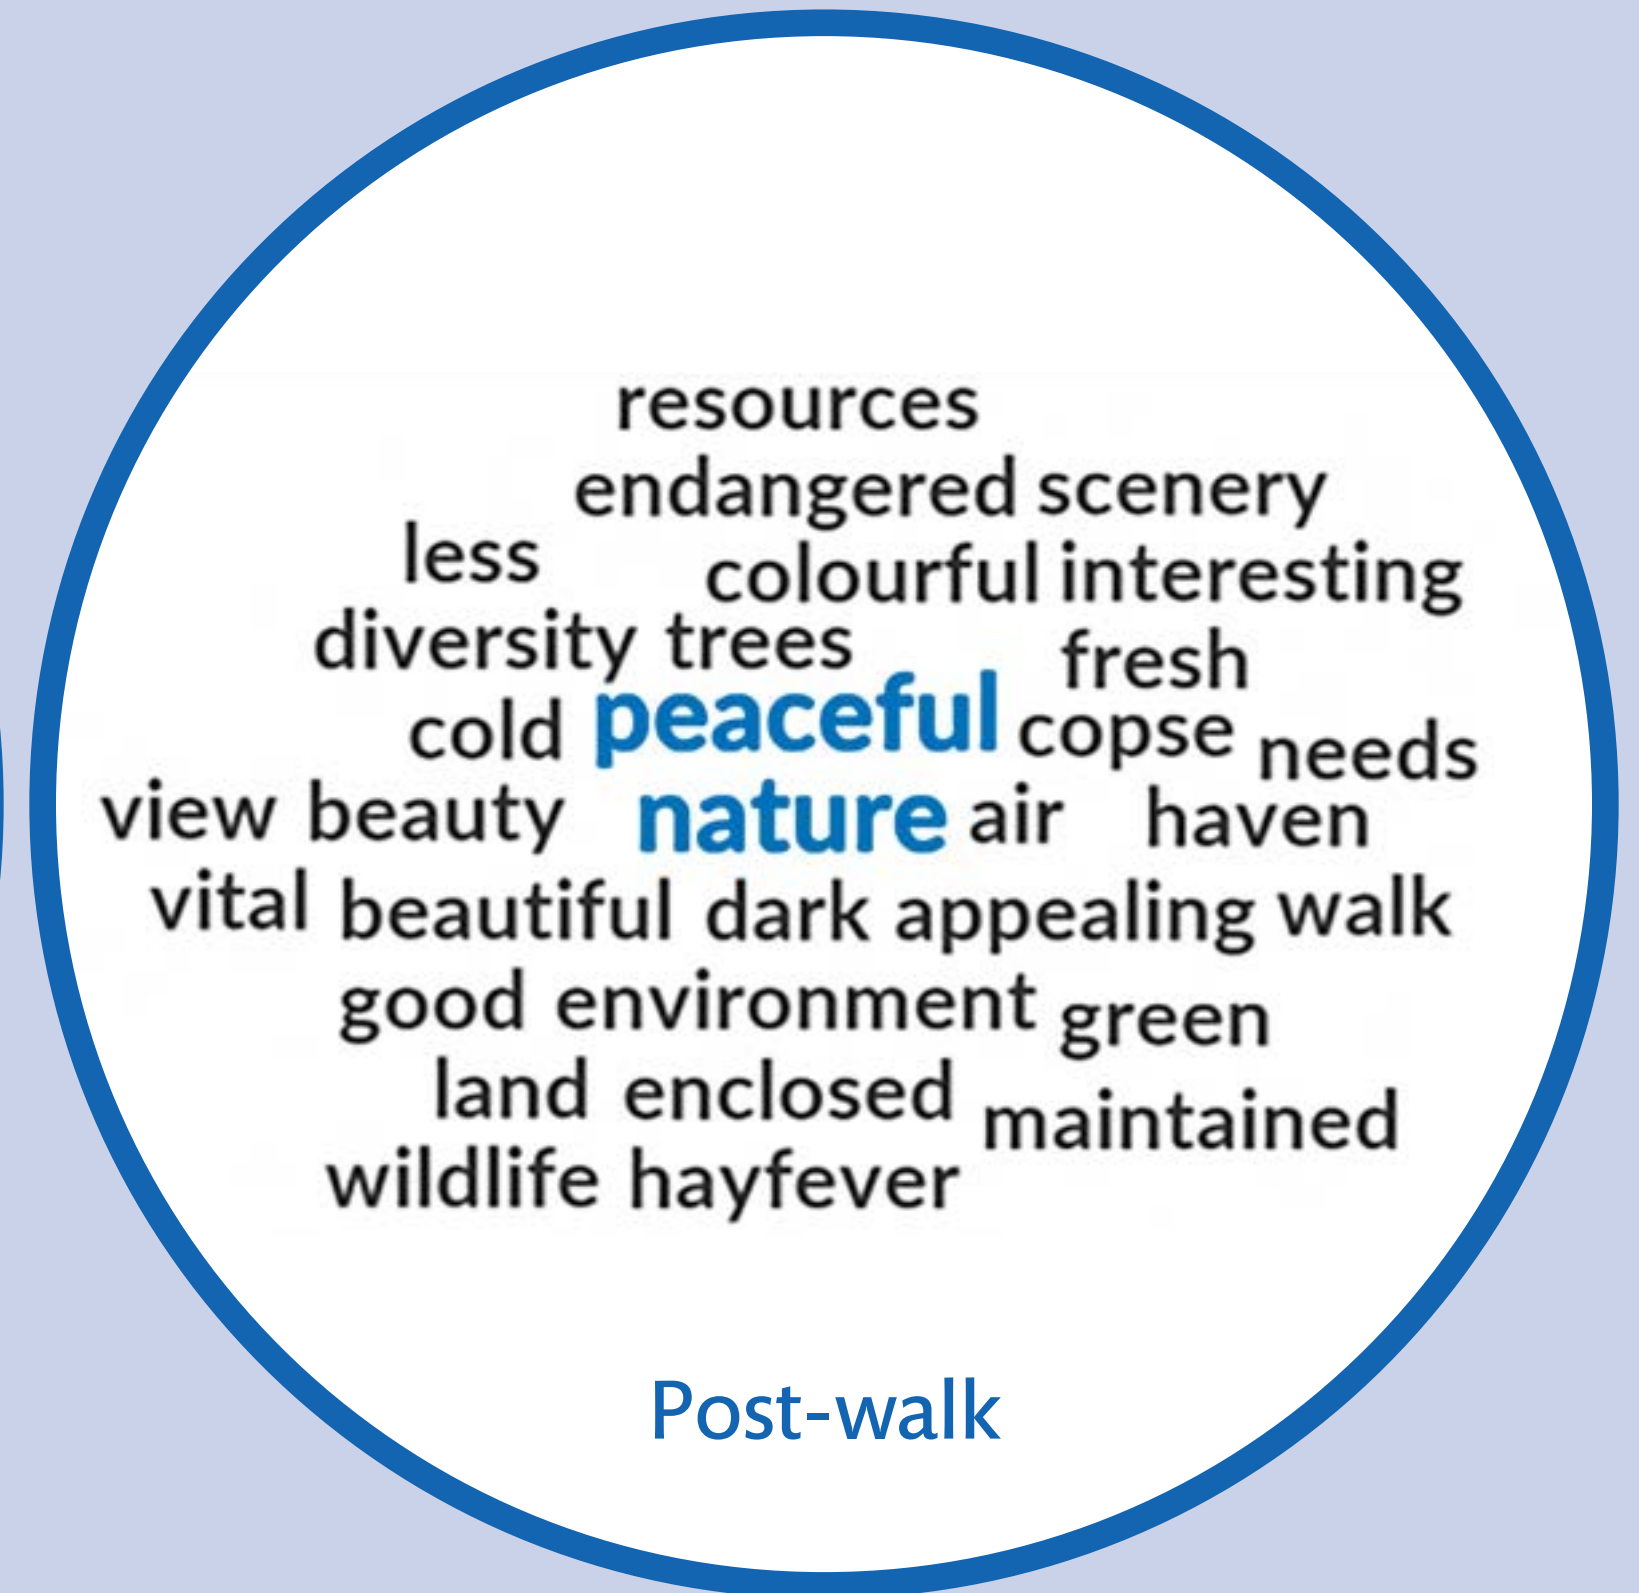 resources
endangered scenery
less colourful interesting
diversity trees fresh
cold peaceful copse needs
view beauty nature air haven
vital beautiful dark appealing walk
good environment green
land enclosed maintained
wildlife hayfever
Post-walk